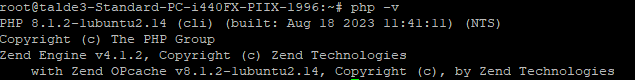 root@talde3-Standard-PC-i440FX-PIIX-1996:~# php -v
PHP 8.1.2-1ubuntu2.14 (cli) (built: Aug 18 2023 11:41:11) (NTS)
Copyright (c) The PHP Group
Zend Engine v4.1.2, Copyright (c) Zend Technologies
    with Zend OPcache v8.1.2-1ubuntu2.14, Copyright (c), by Zend Technologies